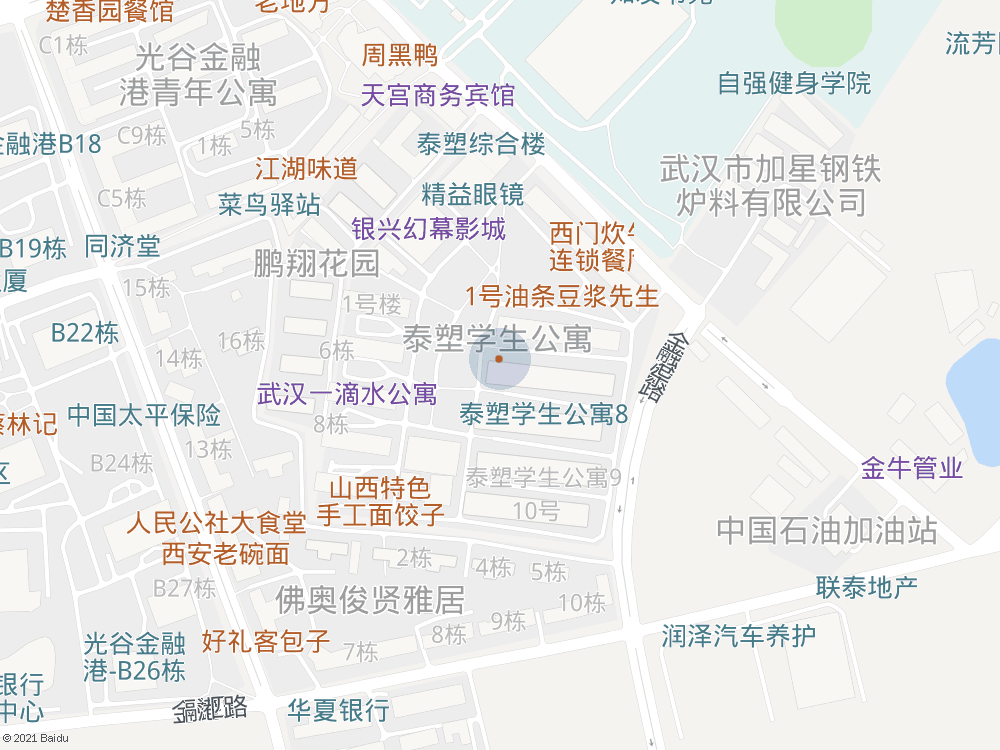 楚香园餐馆
老地方
C1栋
光谷金融
港青年公寓
周黑鸭
流芳
天宫商务宾馆
自强健身学院
C9栋
5栋
1栋
金融港B18
泰塑综合楼
江湖味道
武汉市加星钢铁
炉料有限公司
C5栋
菜鸟驿站
精益眼镜
银兴幻幕影城
西门炊
连锁餐
B19栋
同济堂
厦
鹏翔花园
15栋
1号楼
1号油条豆浆先生
B22栋
16栋
14栋
6栋
泰塑学生公寓
金融港路
武汉一滴水公寓
中国太平保险
8栋
泰塑学生公寓8
蔡林记
13栋
B24栋
区
泰塑学生公寓9
金牛管业
山西特色
手工面饺子
10号
人民公社大食堂
西安老碗面
中国石油加油站
2栋
4栋
5栋
B27栋
联泰地产
佛奥俊贤雅居
10栋
9栋
8栋
7栋
润泽汽车养护
光谷金融
港-B26栋
好礼客包子
银行
中心
华夏银行
© 2021 Baidu